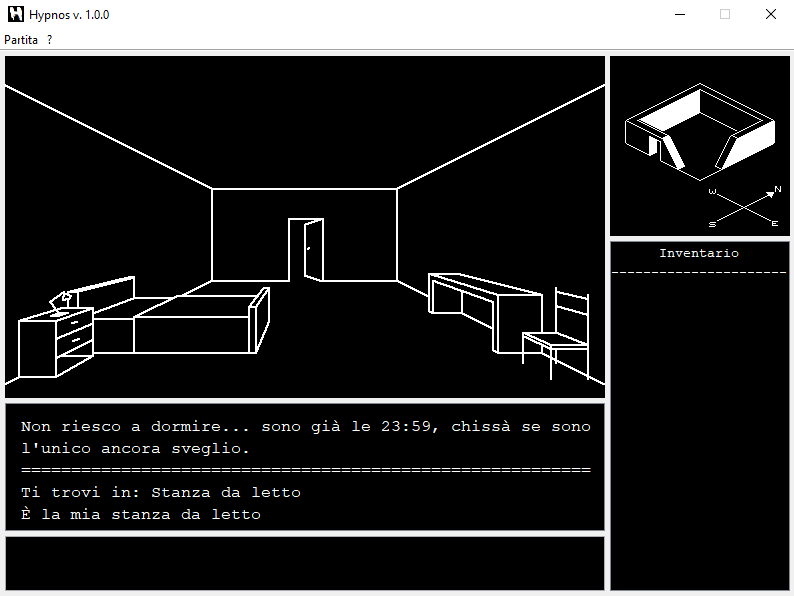 Hypnos v. 1.0.0
Partita ?
W N
S E
Inventario
----------------------
Non riesco a dormire... sono già le 23:59, chissà se sono
l'unico ancora sveglio.
=========================================================
Ti trovi in: Stanza da letto
È la mia stanza da letto